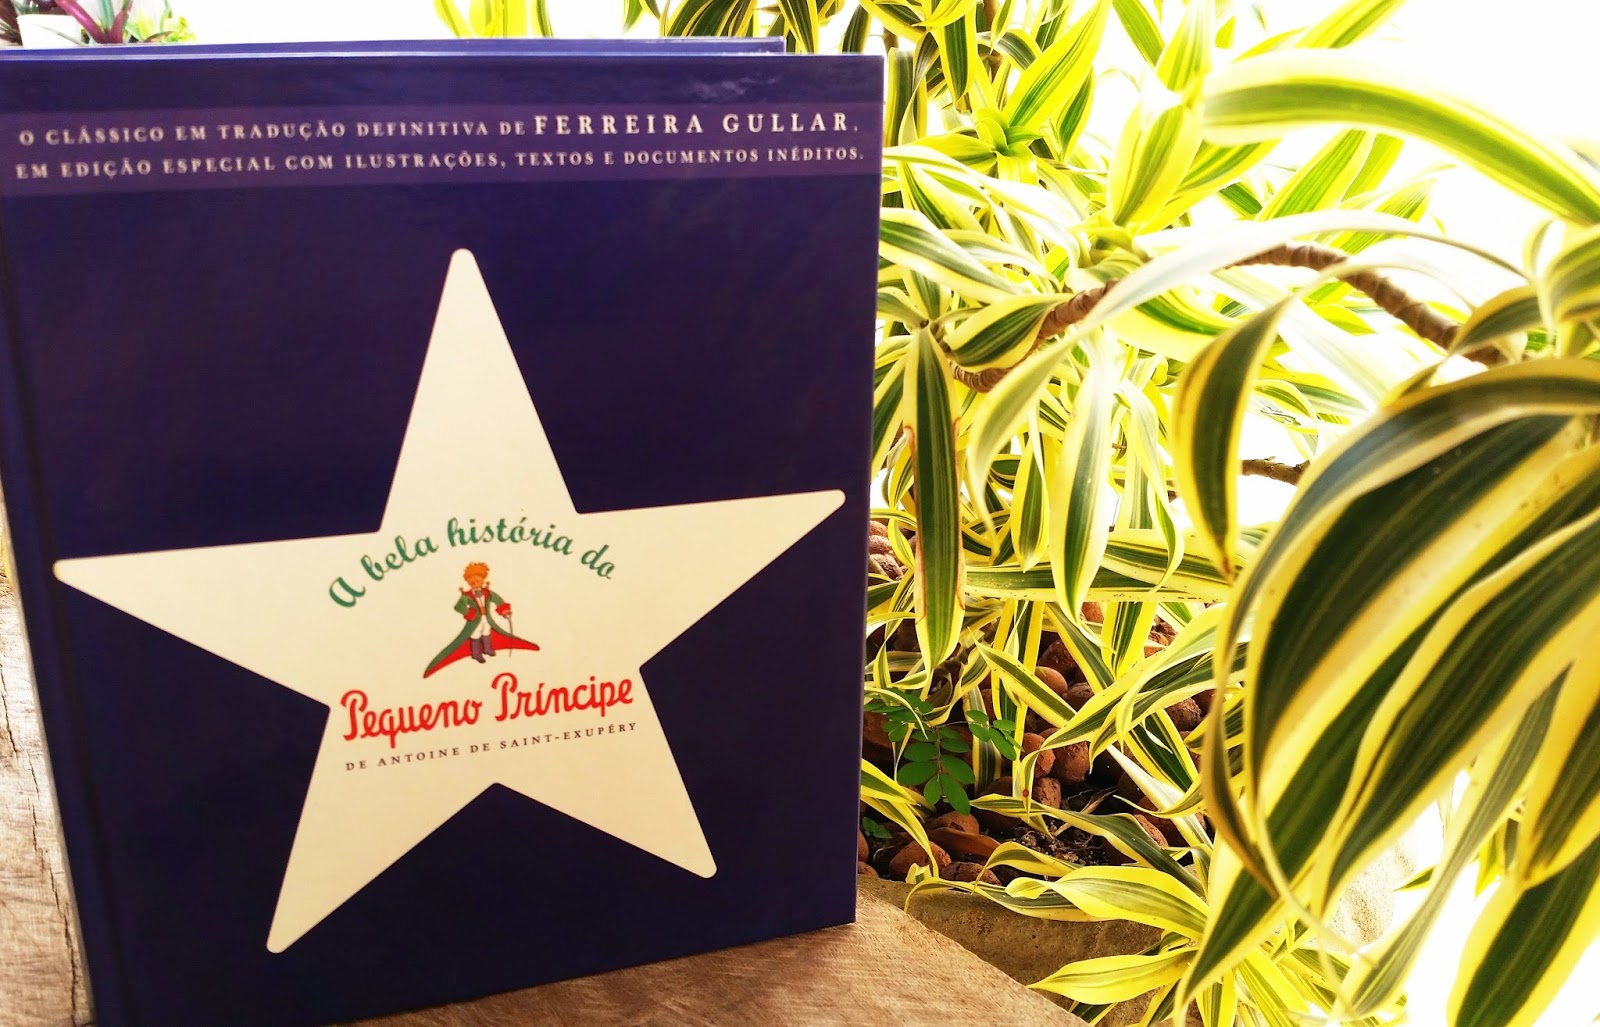 O CLÁSSICO EM TRADUÇÃO DEFINITIVA DE FERREIRA GULLAR,
EM EDIÇÃO ESPECIAL COM ILUSTRAÇÕES, TEXTOS E DOCUMENTOS INÉDITOS.
A bela história do
Pequeno Príncipe
DE ANTOINE DE SAINT-EXUPÉRY